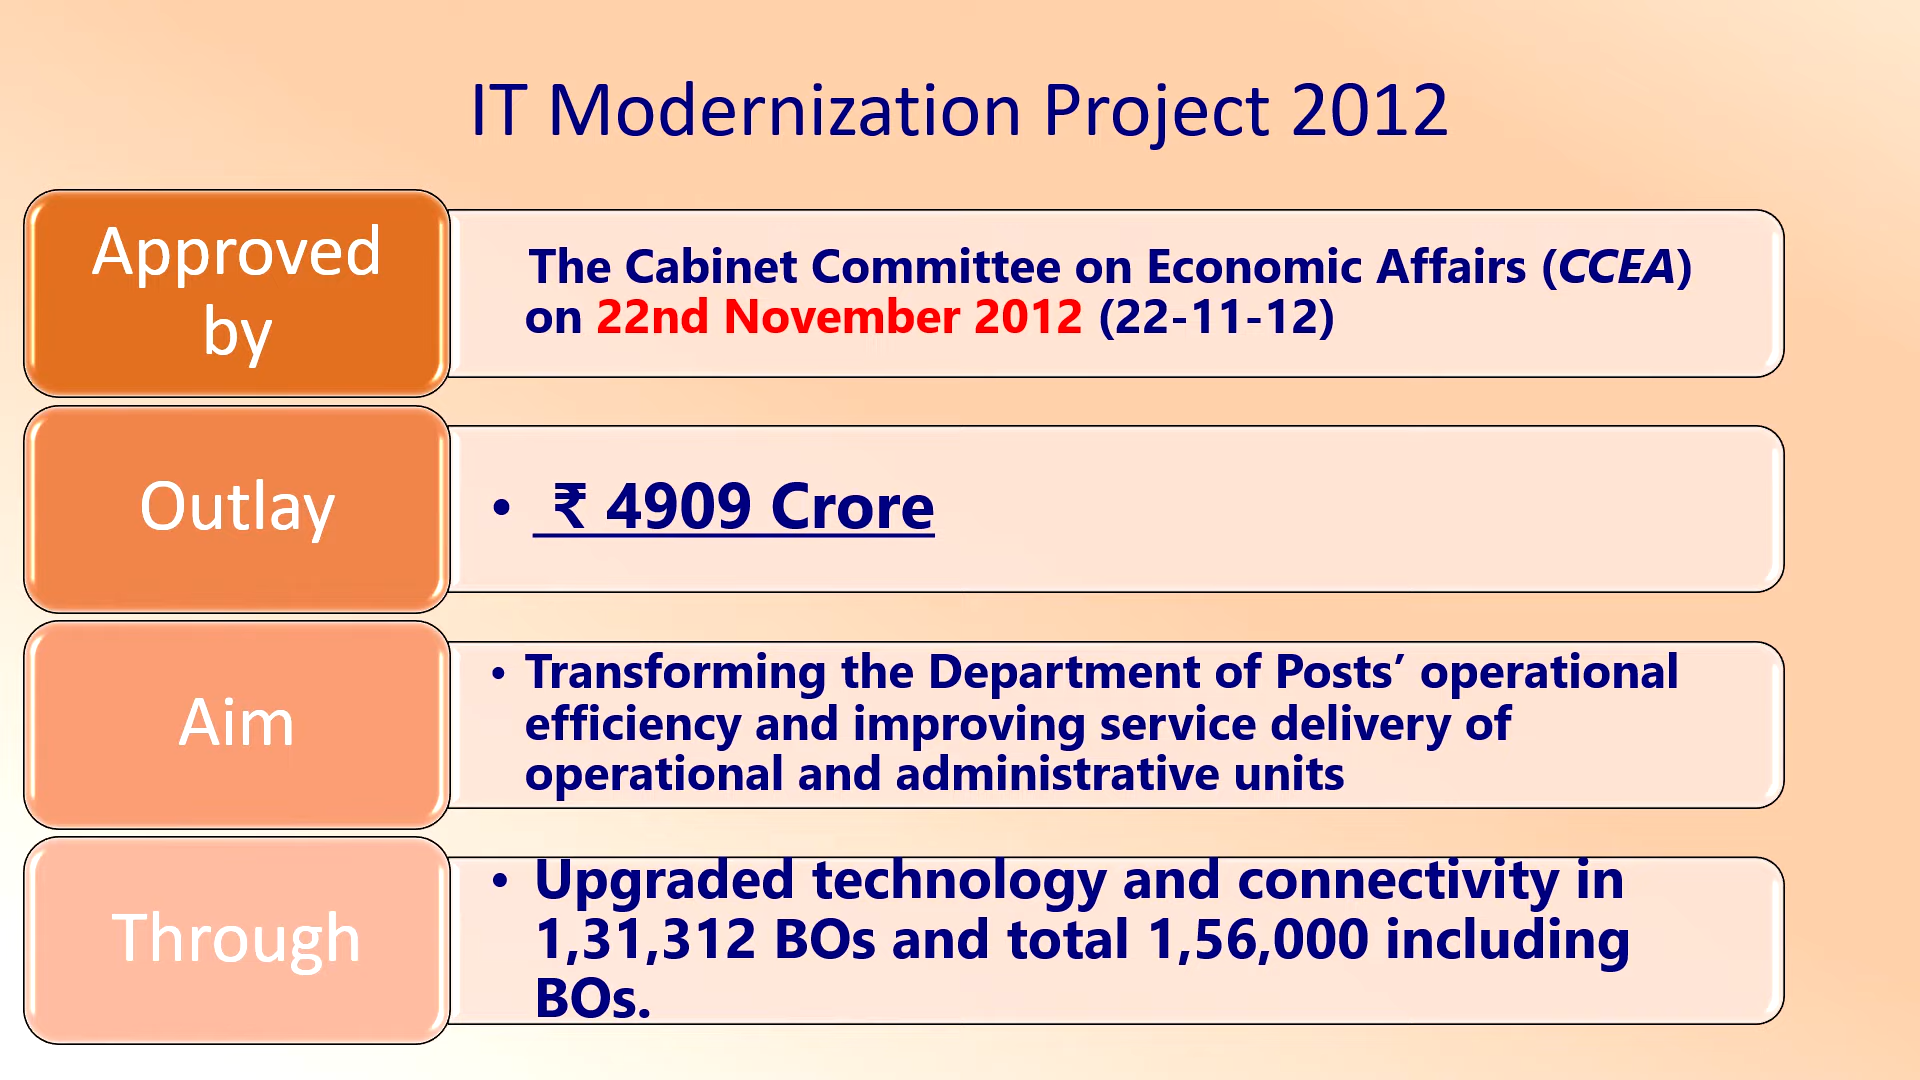 IT Modernization Project 2012
Approved
by
The Cabinet Committee on Economic Affairs (CCEA)
on 22nd November 2012 (22-11-12)
Outlay
• ₹ 4909 Crore
Aim
• Transforming the Department of Posts’ operational
efficiency and improving service delivery of
operational and administrative units
Through
• Upgraded technology and connectivity in
1,31,312 BOs and total 1,56,000 including
BOs.